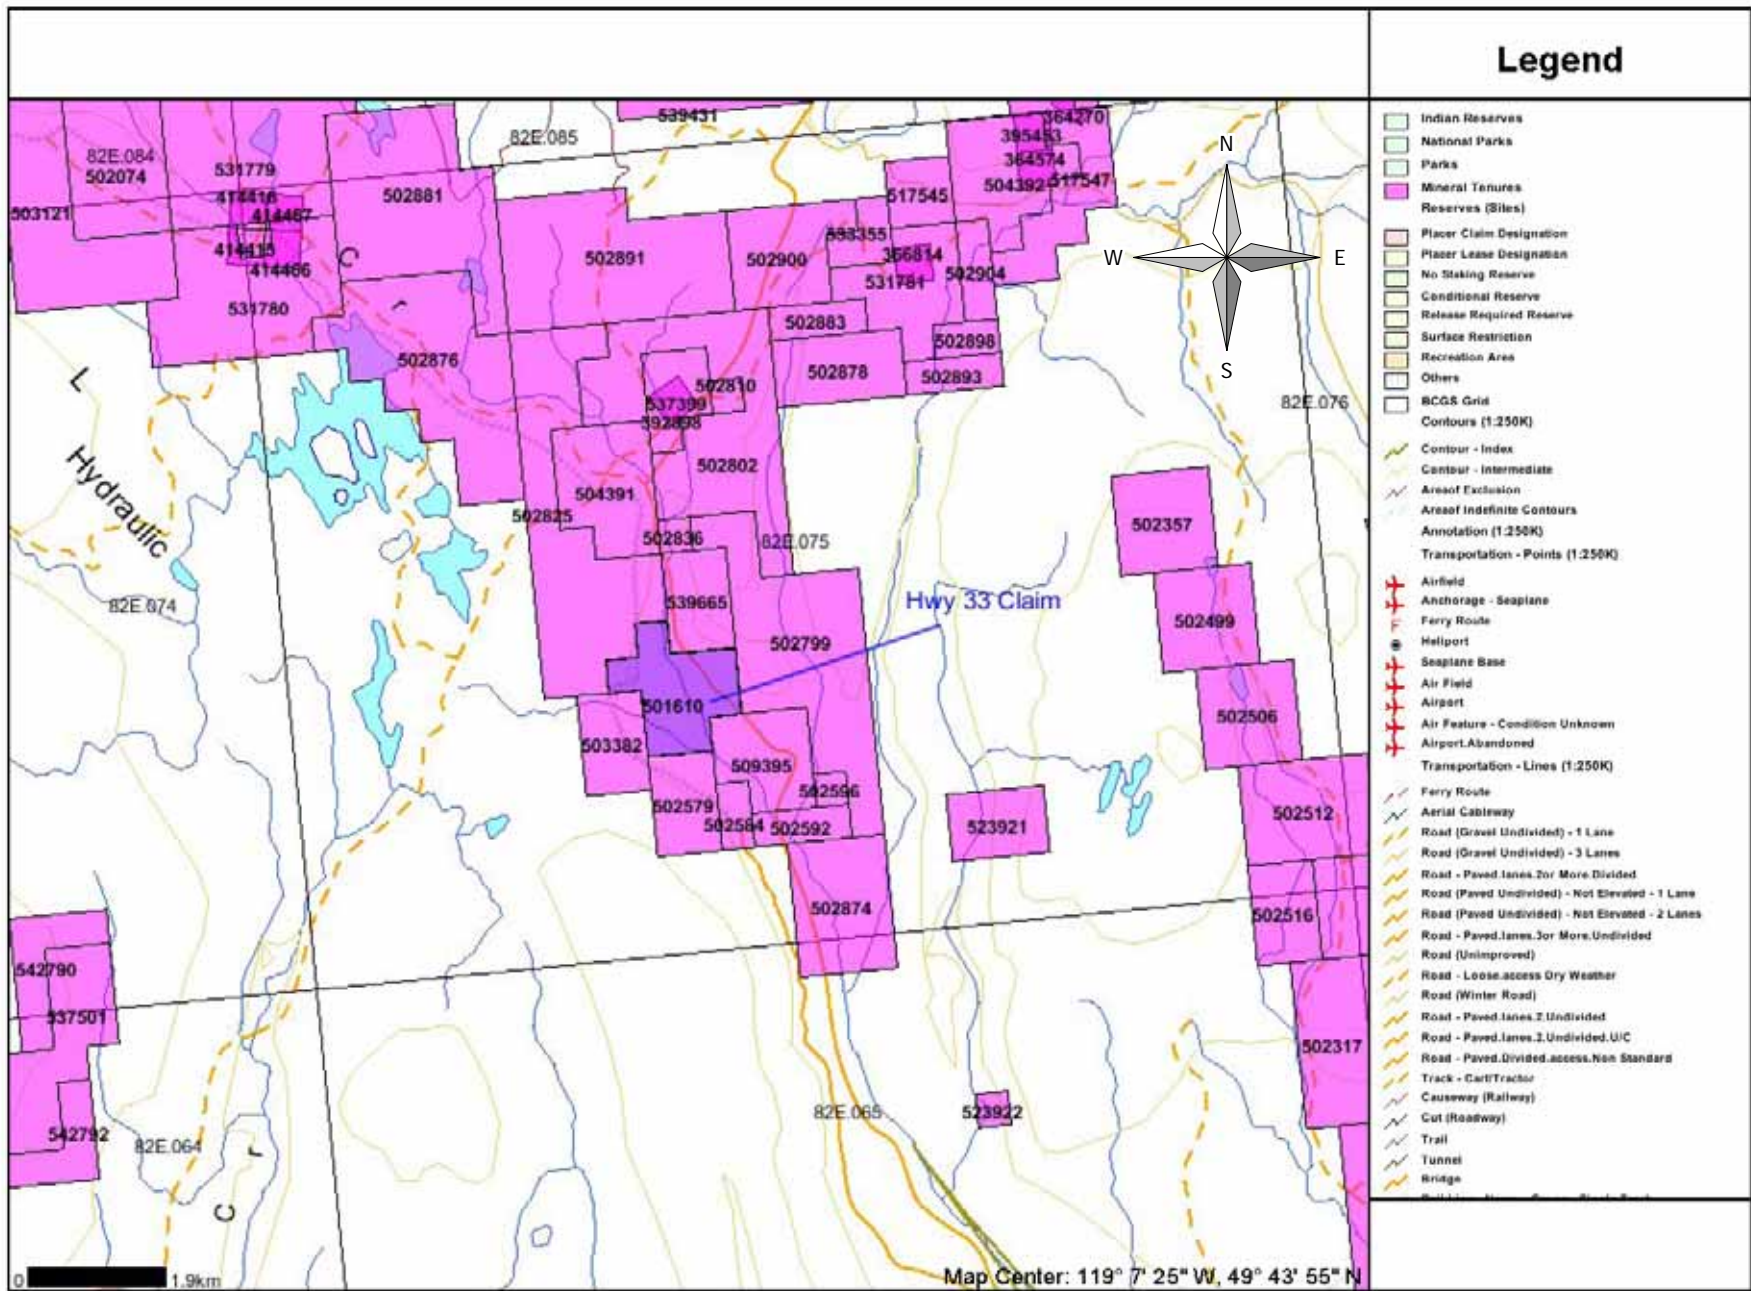 Legend
539431
82E.085
364270
395453
364574
504392
517547
N
82E.084
502074
531779
503121
414416
414467
502881
517545
414415
414466
533355
366814
502891
502900
502904
531781
W
E
S
C
r
531780
502883
502876
502898
502878
502893
L
502810
537399
392898
82E.076
Hydraulic
502802
504391
502825
502357
502836
82E.075
82E.074
539665
Hwy 33 Claim
502499
502799
501610
502506
503382
509395
502596
502579
502584
502592
523921
502512
502874
502516
542790
337501
502317
82E.065
523922
542792
82E.064
r
C
0
1.9km
Map Center: 119° 7' 25" W, 49° 43' 55" N
Indian Reserves
National Parks
Parks
Mineral Tenures
Reserves (Sites)
Placer Claim Designation
Placer Lease Designation
No Staking Reserve
Conditional Reserve
Release Required Reserve
Surface Restriction
Recreation Area
Others
BCGS Grid
Contours (1:250K)
Contour - Index
Contour - Intermediate
Areaof Exclusion
Areaof Indefinite Contours
Annotation (1:250K)
Transportation - Points (1:250K)
Airfield
Anchorage - Seaplane
F Ferry Route
Heliport
Seaplane Base
Air Field
Airport
Air Feature - Condition Unknown
Airport.Abandoned
Transportation - Lines (1:250K)
Ferry Route
Aerial Cableway
Road (Gravel Undivided) - 1 Lane
Road (Gravel Undivided) - 3 Lanes
Road - Paved.lanes.2or More.Divided
Road (Paved Undivided) - Not Elevated - 1 Lane
Road (Paved Undivided) - Not Elevated - 2 Lanes
Road - Paved.lanes.3or More.Undivided
Road (Unimproved)
Road - Loose.access Dry Weather
Road (Winter Road)
Road - Paved.lanes.2.Undivided
Road - Paved.lanes.2.Undivided.U/C
Road - Paved.Divided.access.Non Standard
Track - Cart/Tractor
Causeway (Railway)
Cut (Roadway)
Trail
Tunnel
Bridge